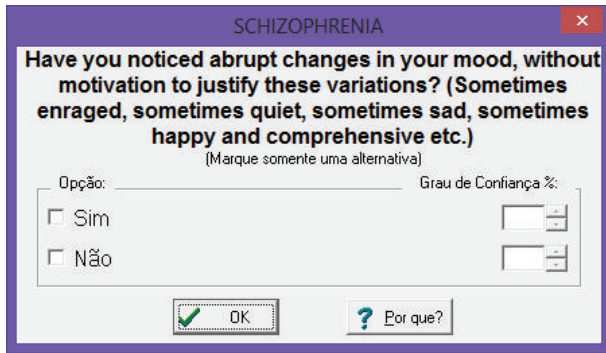 SCHIZOPHRENIA
Have you noticed abrupt changes in your mood, without
motivation to justify these variations? (Sometimes
enraged, sometimes quiet, sometimes sad, sometimes
happy and comprehensive etc.)
(Marque somente uma alternativa)
Opção: Grau de Confiança %:
Sim
Não
OK ? Por que?